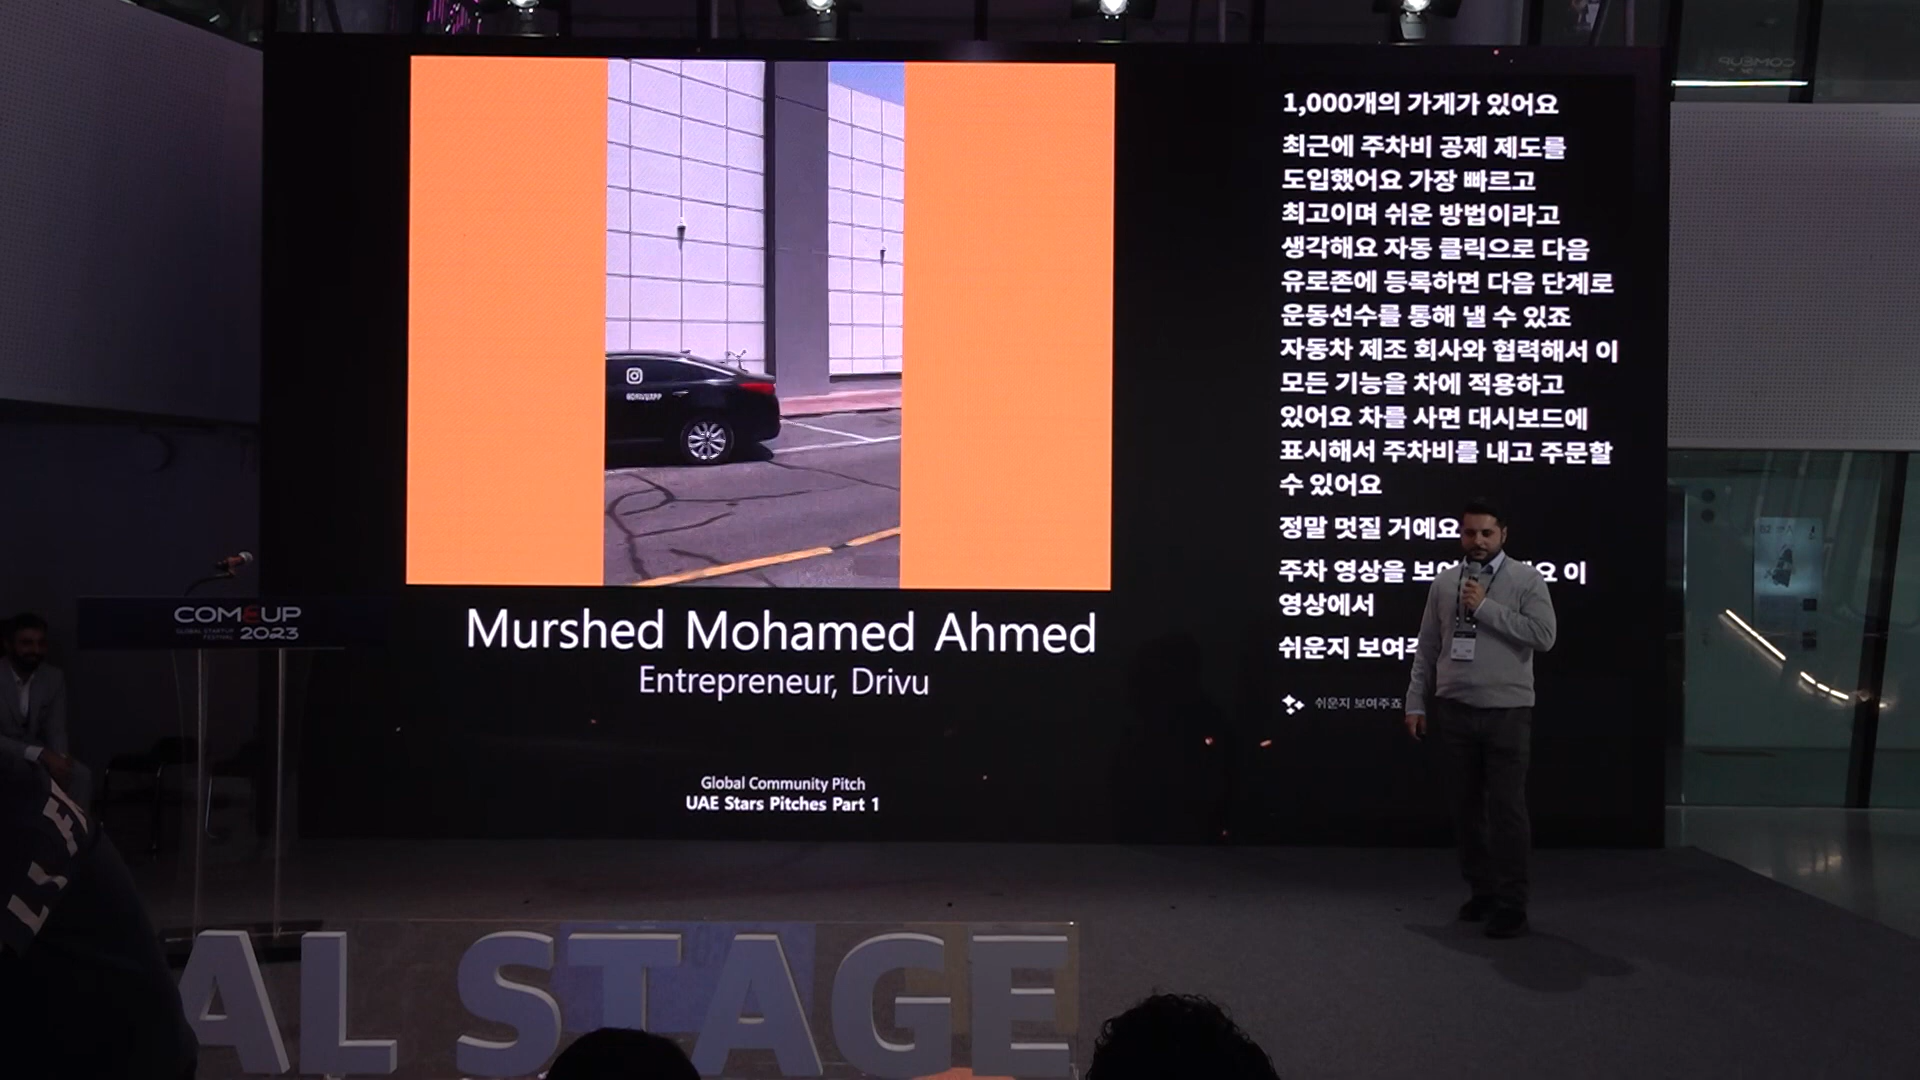 1,000개의 가게가 있어요
최근에 주차비 공제 제도를
도입했어요 가장 빠르고
최고이며 쉬운 방법이라고
생각해요 자동 클릭으로 다음
유로존에 등록하면 다음 단계로
운동선수를 통해 낼 수 있죠
자동차 제조 회사와 협력해서 이
모든 기능을 차에 적용하고
있어요 차를 사면 대시보드에
표시해서 주차비를 내고 주문할
수 있어요
정말 멋질 거예요
주차 영상을 이
영상에서
쉬운지
쉬운지 보여주죠
@DRIVUAPP
Murshed Mohamed Ahmed
Entrepreneur, Drivu
Global Community Pitch
UAE Stars Pitches Part 1
COMEUP
GLOBAL STARTUP
FESTIVAL 2023
AL STAGE